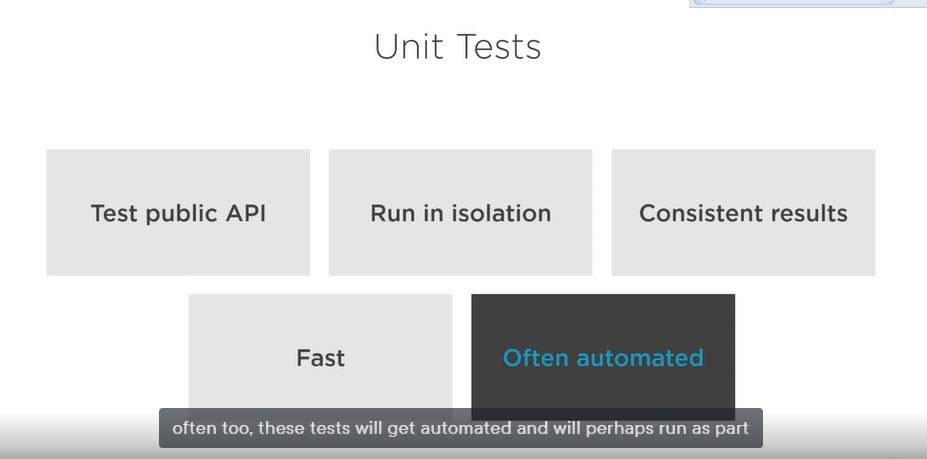 Unit Tests
Test public API
Run in isolation
Consistent results
Fast
Often automated
often too, these tests will get automated and will perhaps run as part